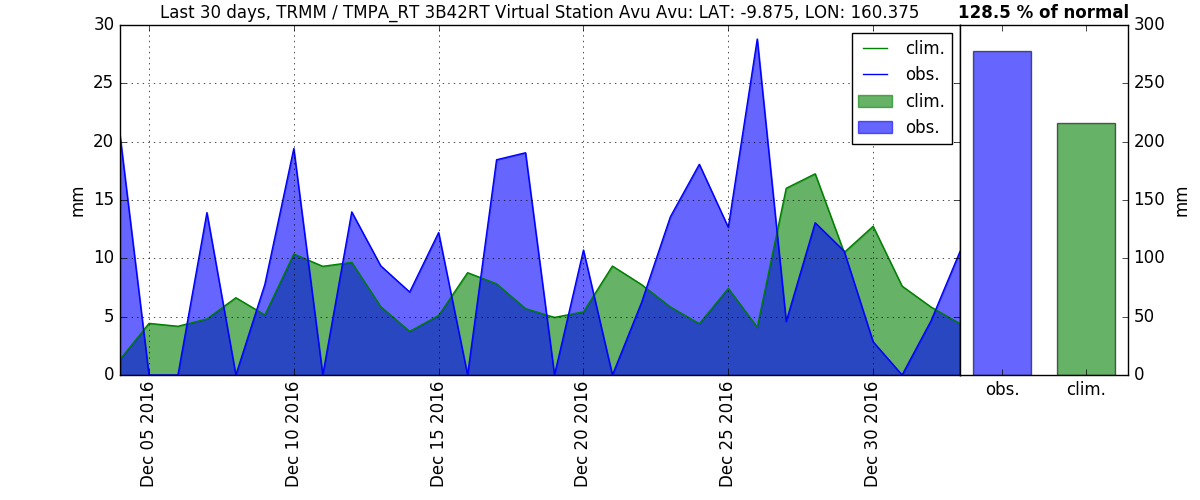 Last 30 days, TRMM / TMPA_RT 3B42RT Virtual Station Avu Avu: LAT: -9.875, LON: 160.375
128.5 % of normal
30
25
20
15
10
5
0
mm
clim.
obs.
clim.
obs.
Dec 05 2016
Dec 10 2016
Dec 15 2016
Dec 20 2016
Dec 25 2016
Dec 30 2016
300
250
200
150
100
50
0
mm
obs.
clim.